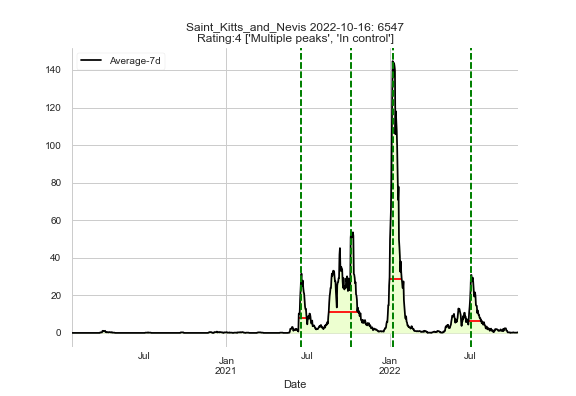 Saint_Kitts_and_Nevis 2022-10-16: 6547
Rating:4 ['Multiple peaks', 'In control']
Average-7d
140
120
100
80
60
40
20
0
Jul
Jan
2021
Jul
Jan
2022
Jul
Date